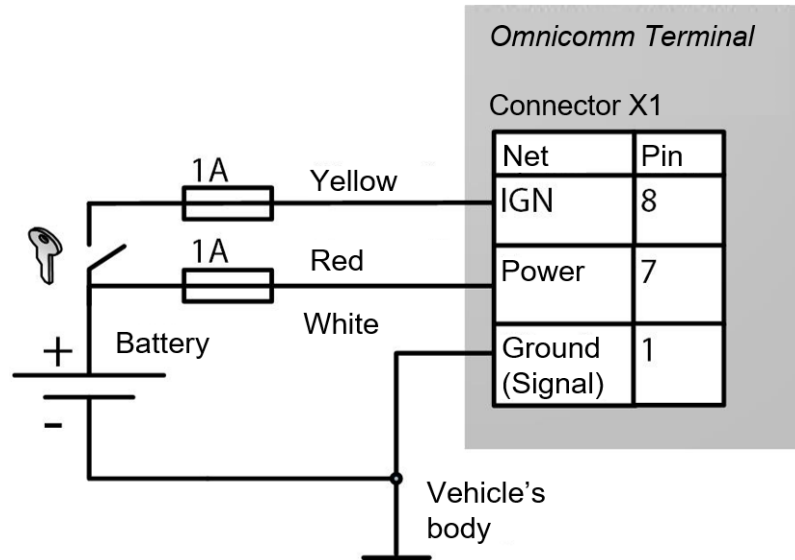 Omnicomm Terminal
Connector X1
Net Pin
1A Yellow IGN 8
1A Red Power 7
White
+ Battery
Ground 1
(Signal)
-
Vehicle's
body